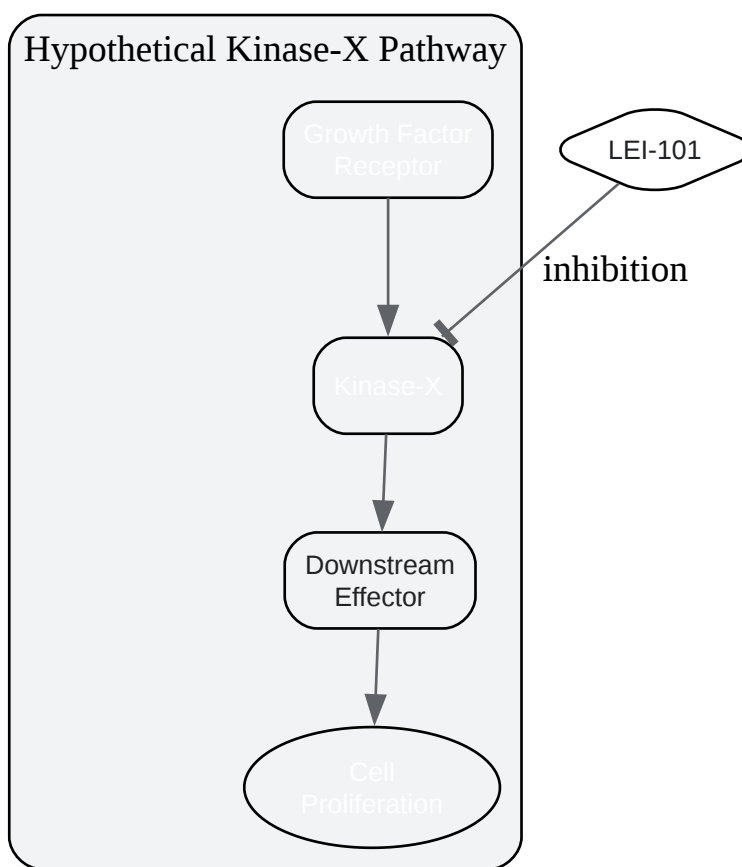 Hypothetical Kinase-X Pathway
Growth Factor
Receptor
LEI-101
inhibition
Kinase-X
Downstream
Effector
Cell
Proliferation